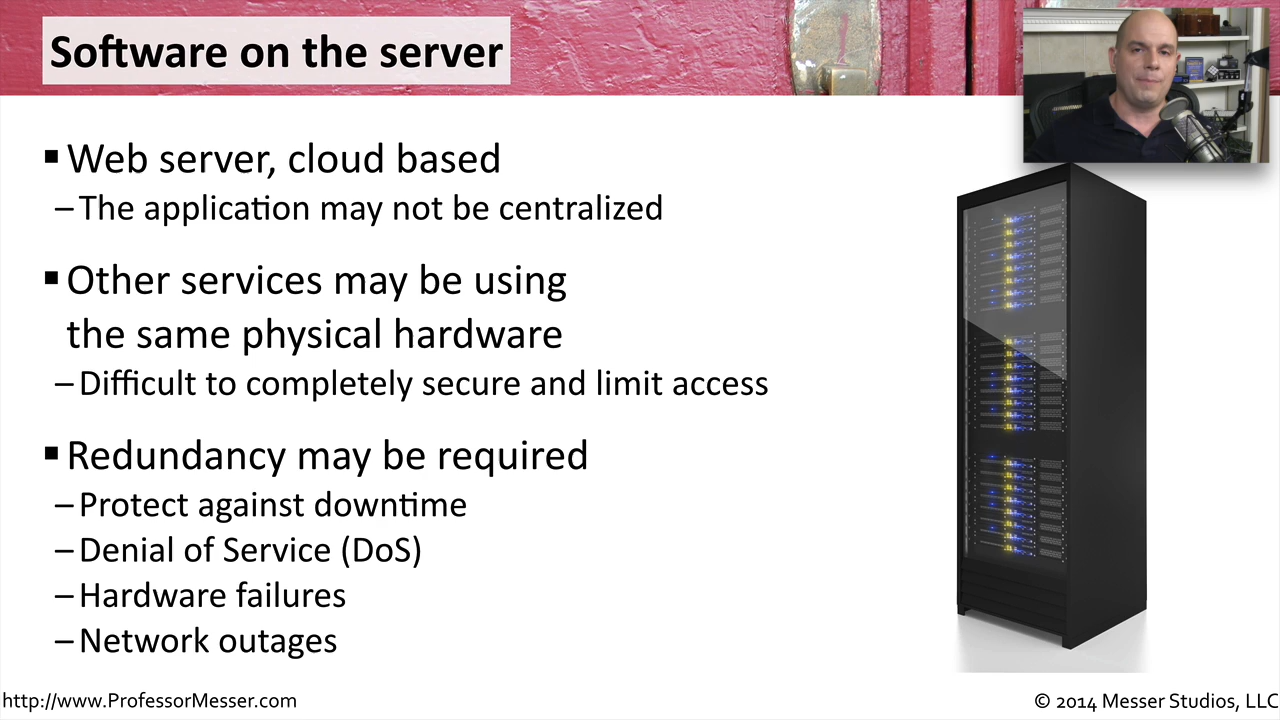 Software on the server
▪ Web server, cloud based
– The application may not be centralized
▪ Other services may be using
the same physical hardware
– Difficult to completely secure and limit access
▪ Redundancy may be required
– Protect against downtime
– Denial of Service (DoS)
– Hardware failures
– Network outages
http://www.ProfessorMesser.com
© 2014 Messer Studios, LLC